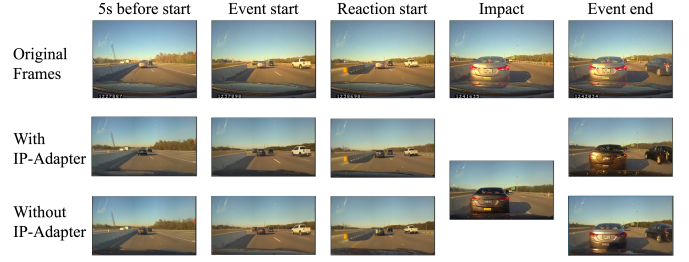 5s before start Event start Reaction start Impact Event end
Original
Frames
With
IP-Adapter
Without
IP-Adapter